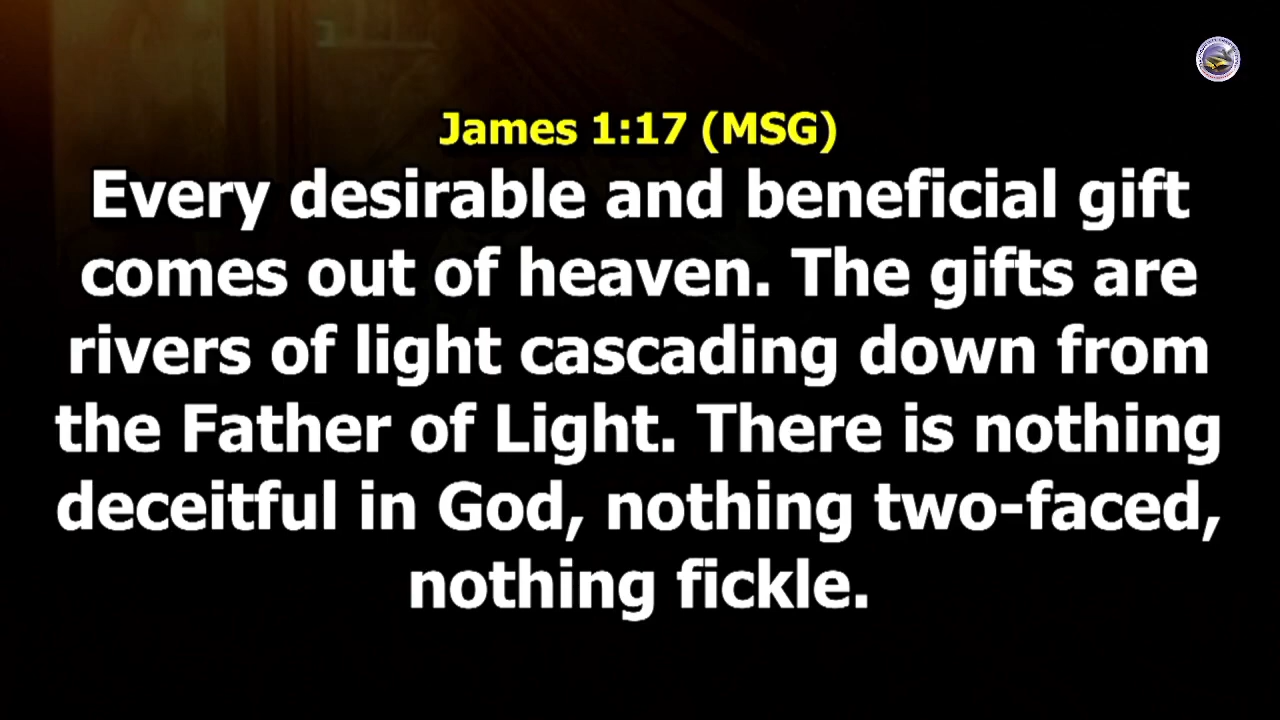 James 1:17 (MSG)
Every desirable and beneficial gift
comes out of heaven. The gifts are
rivers of light cascading down from
the Father of Light. There is nothing
deceitful in God, nothing two-faced,
nothing fickle.